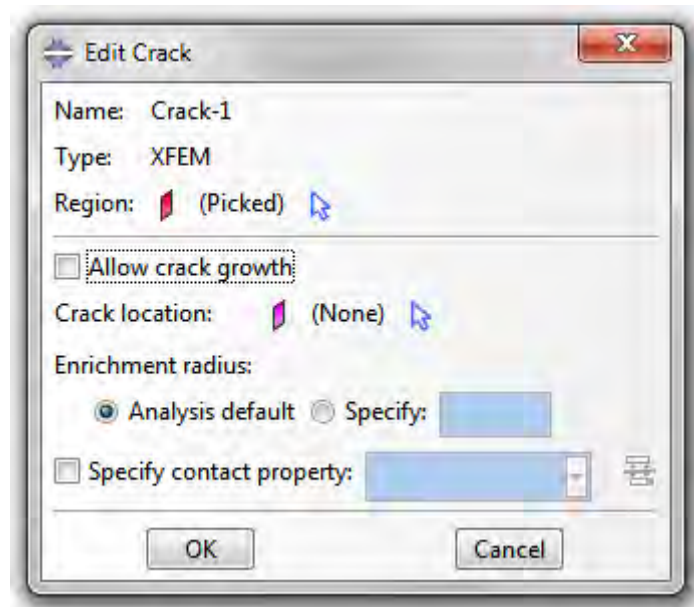 Edit Crack
Name: Crack-1
Type: XFEM
Region: (Picked)
Allow crack growth
Crack location: (None)
Enrichment radius:
Analysis default Specify:
Specify contact property:
OK Cancel